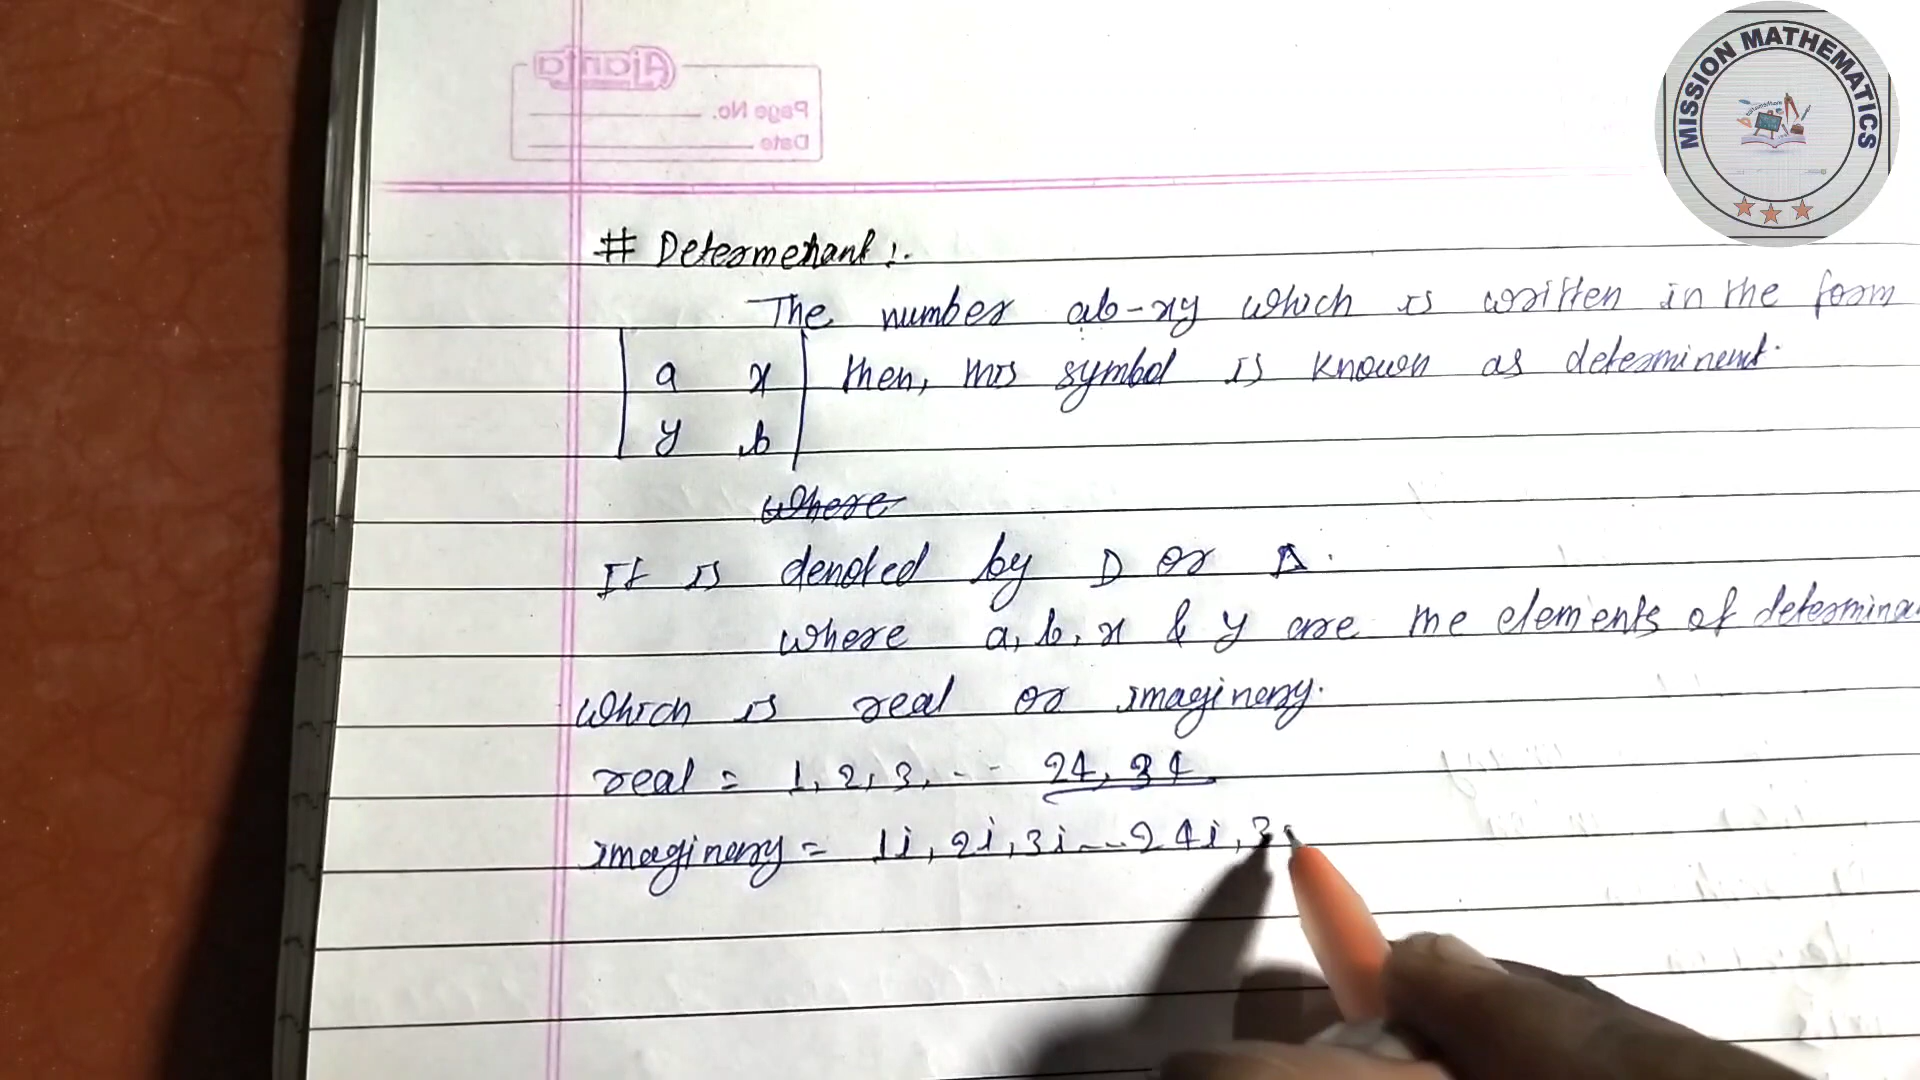 MISSION MATHEMATICS
Ajanta
Page No.
Date
# Determenant :-
The number ab-xy which is written in the form
a x then, this symbol is known as determinent.
y b
where
It is denoted by D or Δ.
where a, b, x & y are the elements of determina
which is real or imaginery.
real = 1, 2, 3, -- 24, 34
imaginery = 1i, 2i, 3i -- 24i, 3